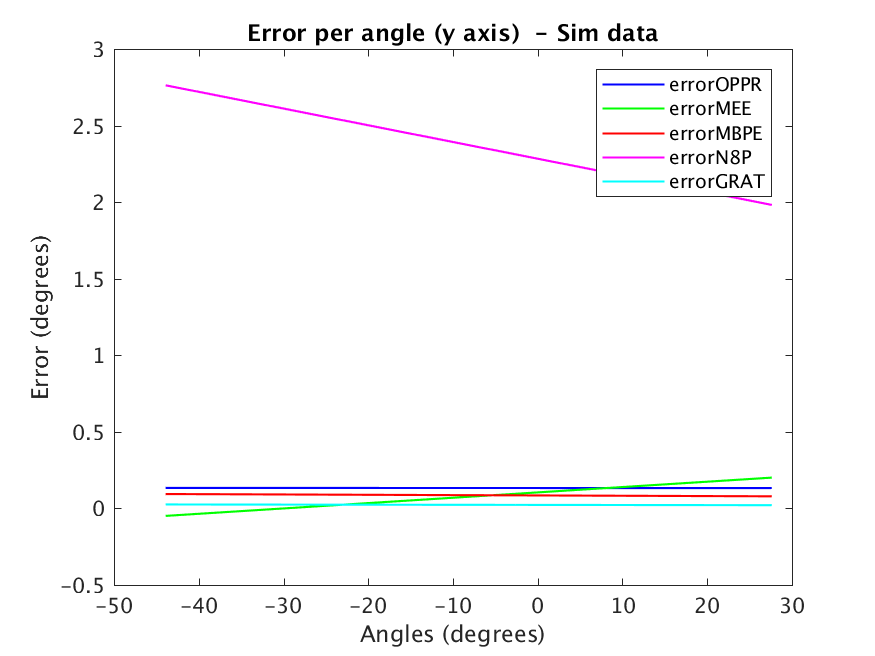 Error per angle (y axis)  - Sim data
3
2.5
2
1.5
1
0.5
0
-0.5
Error (degrees)
errorOPPR
errorMEE
errorMBPE
errorN8P
errorGRAT
-50 -40 -30 -20 -10 0 10 20 30
Angles (degrees)